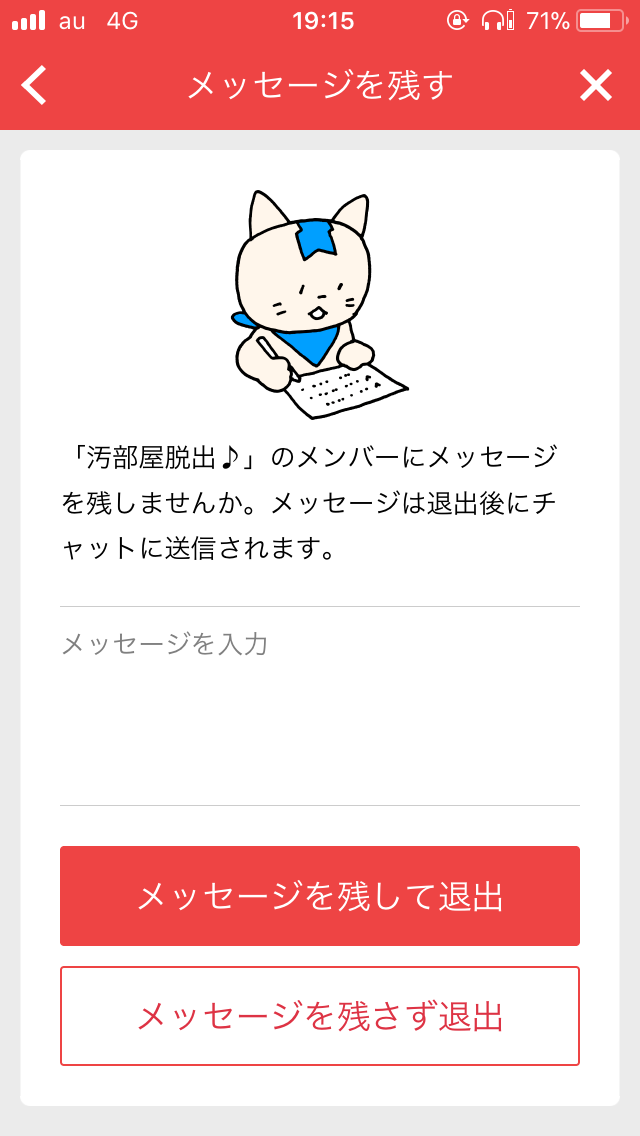 au 4G 19:15 71%
メッセージを残す
「汚部屋脱出♪」のメンバーにメッセージ
を残しませんか。メッセージは退出後にチ
ャットに送信されます。
メッセージを入力
メッセージを残して退出
メッセージを残さず退出